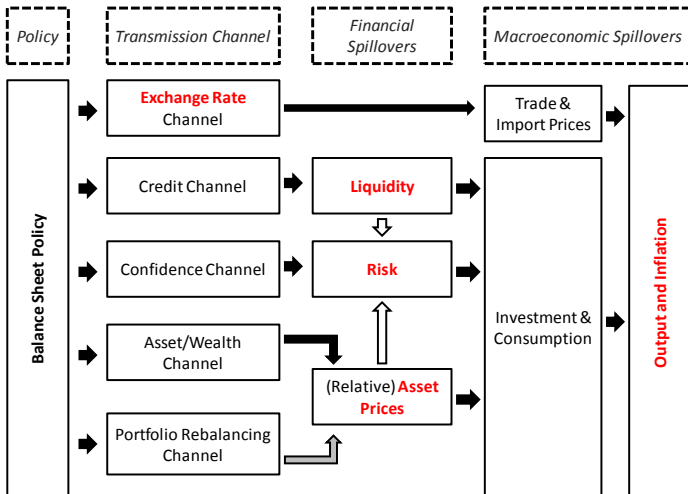 Policy
Transmission Channel
Financial
Spillovers
Macroeconomic Spillovers
Balance Sheet Policy
Exchange Rate
Channel
Trade &
Import Prices
Credit Channel
Liquidity
Confidence Channel
Risk
Asset/Wealth
Channel
(Relative) Asset
Prices
Portfolio Rebalancing
Channel
Investment &
Consumption
Output and Inflation